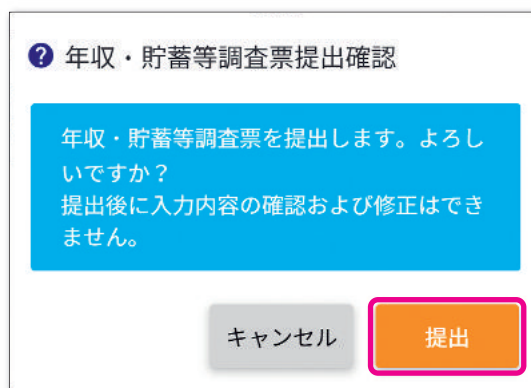 年収・貯蓄等調査票提出確認
年収・貯蓄等調査票を提出します。よろし
いですか？
提出後に入力内容の確認および修正はでき
ません。
キャンセル
提出